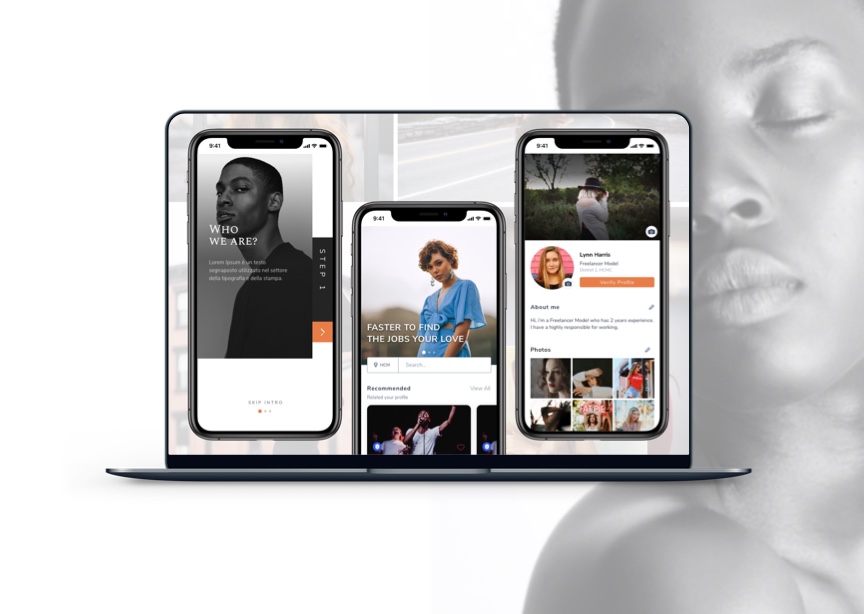 9:41
WHO
WE ARE?
Lorem Ipsum è un testo
segnaposto utilizzato nel settore
della tipografia e della stampa.
STEP 1
SKIP INTRO
9:41
FASTER TO FIND
THE JOBS YOUR LOVE
HCM
Search...
Recommended
View All
Related your profile
9:41
Lynn Harris
Freelancer Model
Verify Profile
About me
Hi, I'm a Freelancer Model who has 2 years experience.
I have a highly responsible for working.
Photos